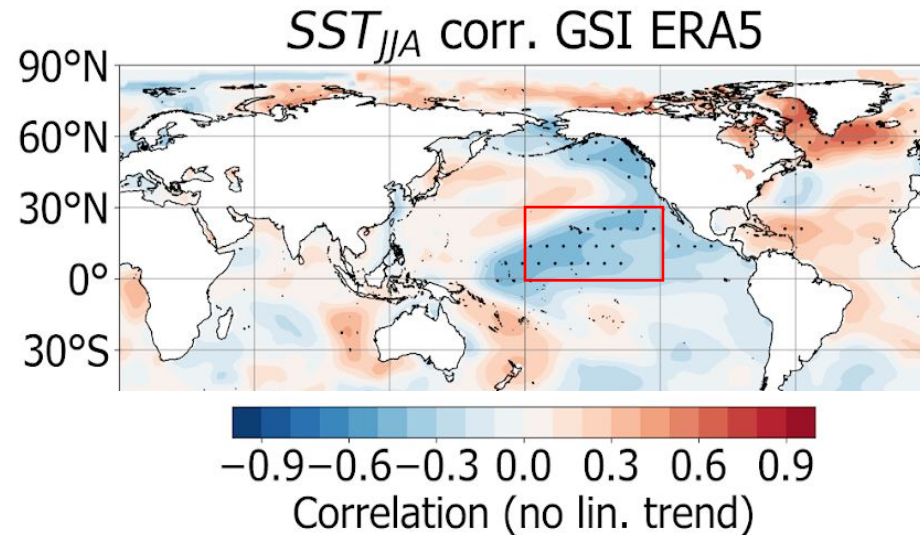 SST_JJA corr. GSI ERA5
90°N
60°N
30°N
0°
30°S
−0.9 −0.6 −0.3 0.0 0.3 0.6 0.9
Correlation (no lin. trend)